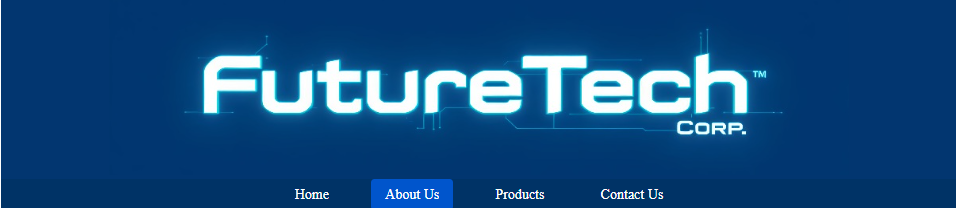 FutureTech™
Corp.
Home About Us Products Contact Us